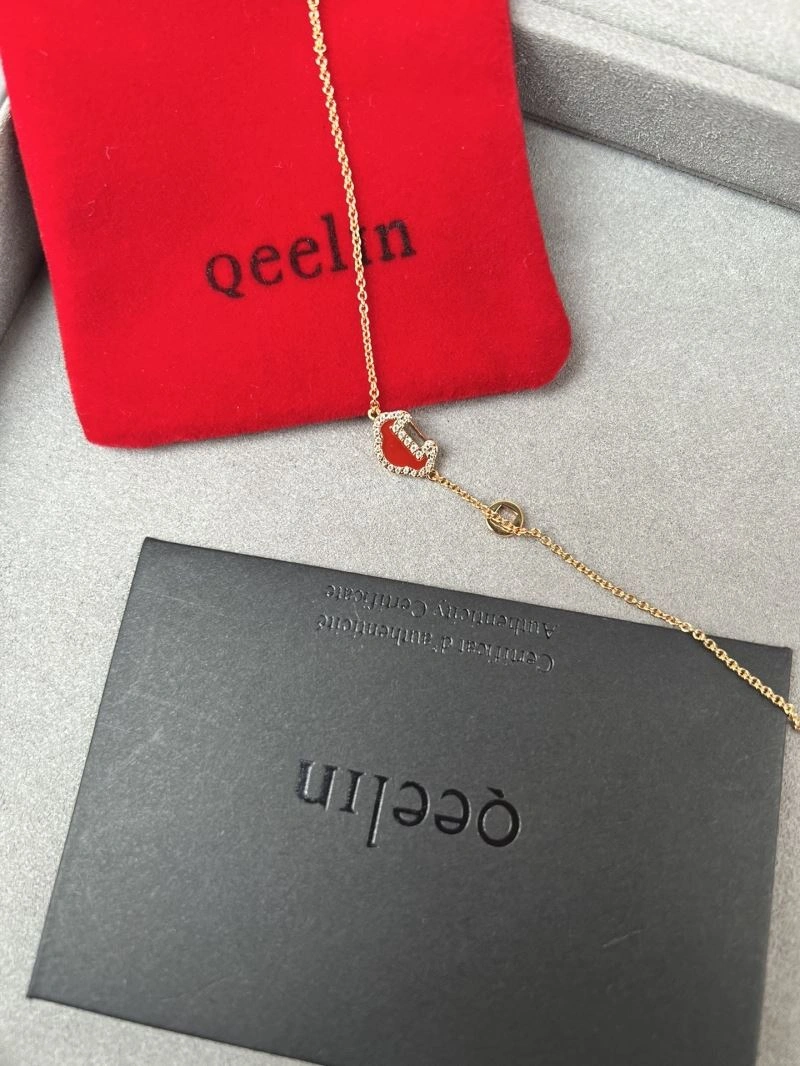 Qeelin
Certificat d'authenticité
Authenticity Certificate
Qeelin